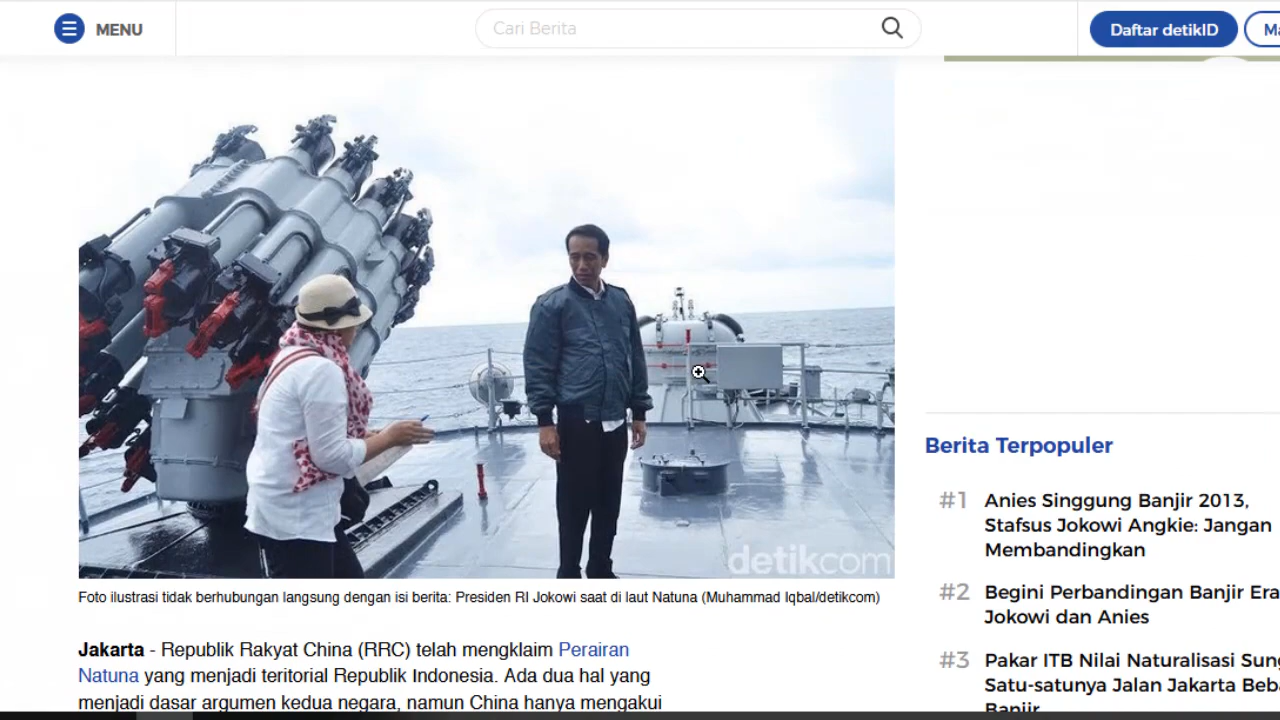 MENU
Cari Berita
Daftar detikID
detikcom
Foto ilustrasi tidak berhubungan langsung dengan isi berita: Presiden RI Jokowi saat di laut Natuna (Muhammad Iqbal/detikcom)
Jakarta - Republik Rakyat China (RRC) telah mengklaim Perairan
Natuna yang menjadi teritorial Republik Indonesia. Ada dua hal yang
menjadi dasar argumen kedua negara, namun China hanya mengakui
Berita Terpopuler
#1 Anies Singgung Banjir 2013,
Stafsus Jokowi Angkie: Jangan
Membandingkan
#2 Begini Perbandingan Banjir Era
Jokowi dan Anies
#3 Pakar ITB Nilai Naturalisasi
Satu-satunya Jalan Jakarta
Banjir